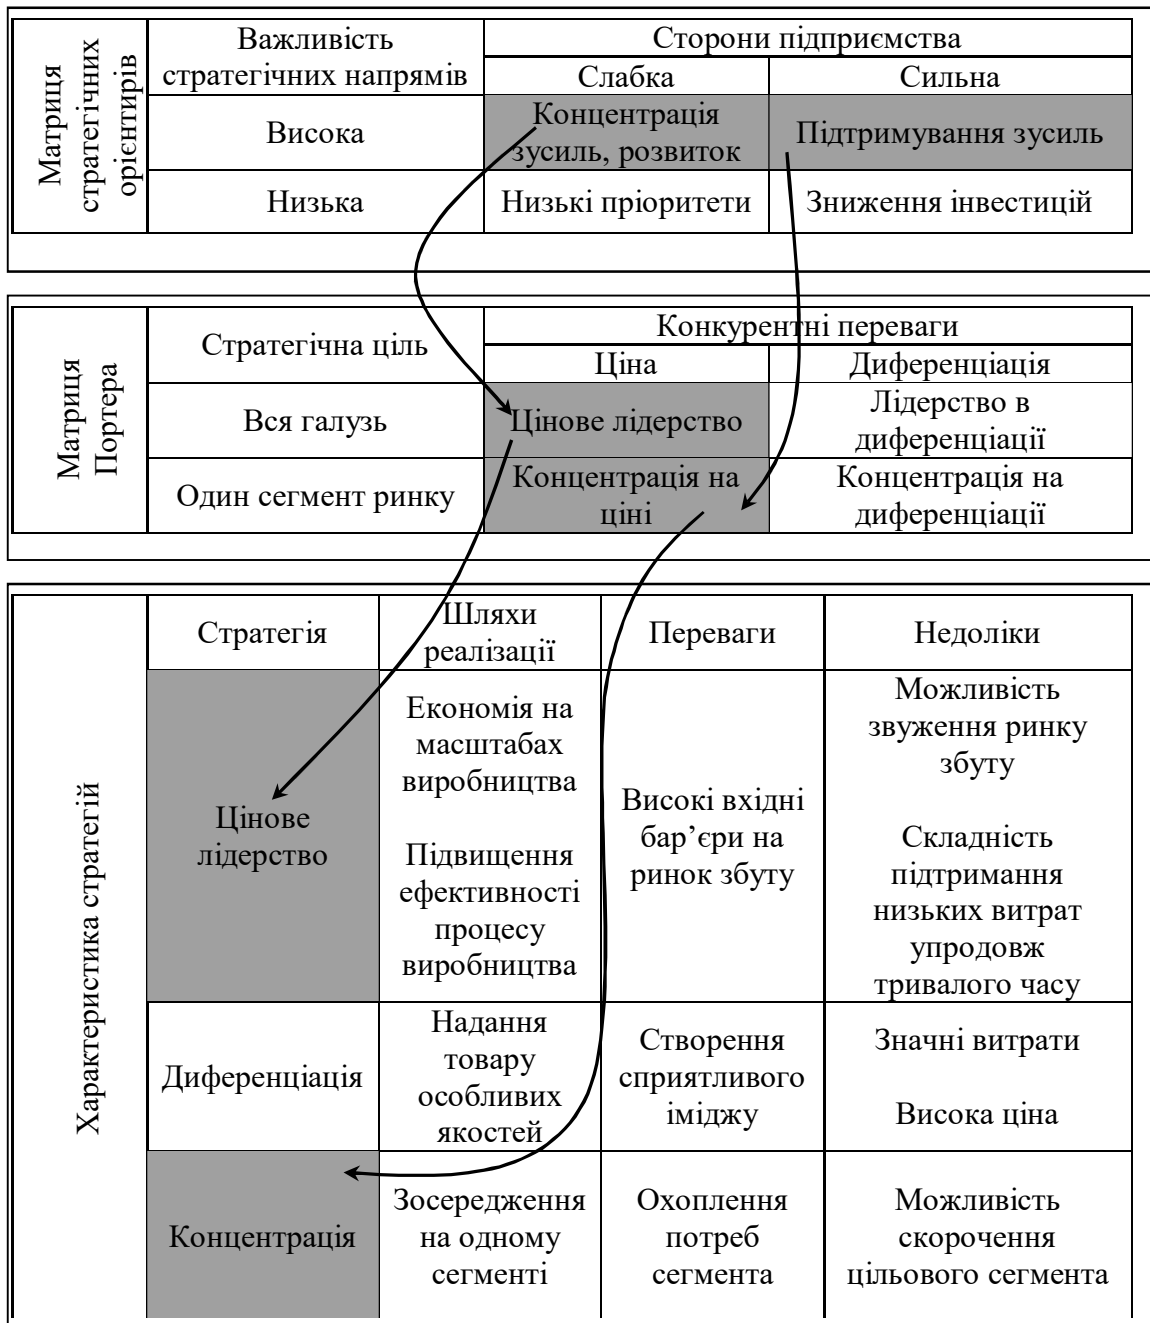 Матриця
стратегічних
орієнтирів
Важливість
стратегічних напрямів
Сторони підприємства
Слабка
Сильна
Висока
Концентрація
зусиль, розвиток
Підтримування зусиль
Низька
Низькі пріоритети
Зниження інвестицій
Матриця
Портера
Стратегічна ціль
Конкурентні переваги
Ціна
Диференціація
Вся галузь
Цінове лідерство
Лідерство в
диференціації
Один сегмент ринку
Концентрація на
ціні
Концентрація на
диференціації
Характеристика стратегій
Стратегія
Шляхи
реалізації
Переваги
Недоліки
Цінове
лідерство
Економія на
масштабах
виробництва
Підвищення
ефективності
процесу
виробництва
Високі вхідні
бар’єри на
ринок збуту
Можливість
звуження ринку
збуту
Складність
підтримання
низьких витрат
упродовж
тривалого часу
Диференціація
Надання
товару
особливих
якостей
Створення
сприятливого
іміджу
Значні витрати
Висока ціна
Концентрація
Зосередження
на одному
сегменті
Охоплення
потреб
сегмента
Можливість
скорочення
цільового сегмента